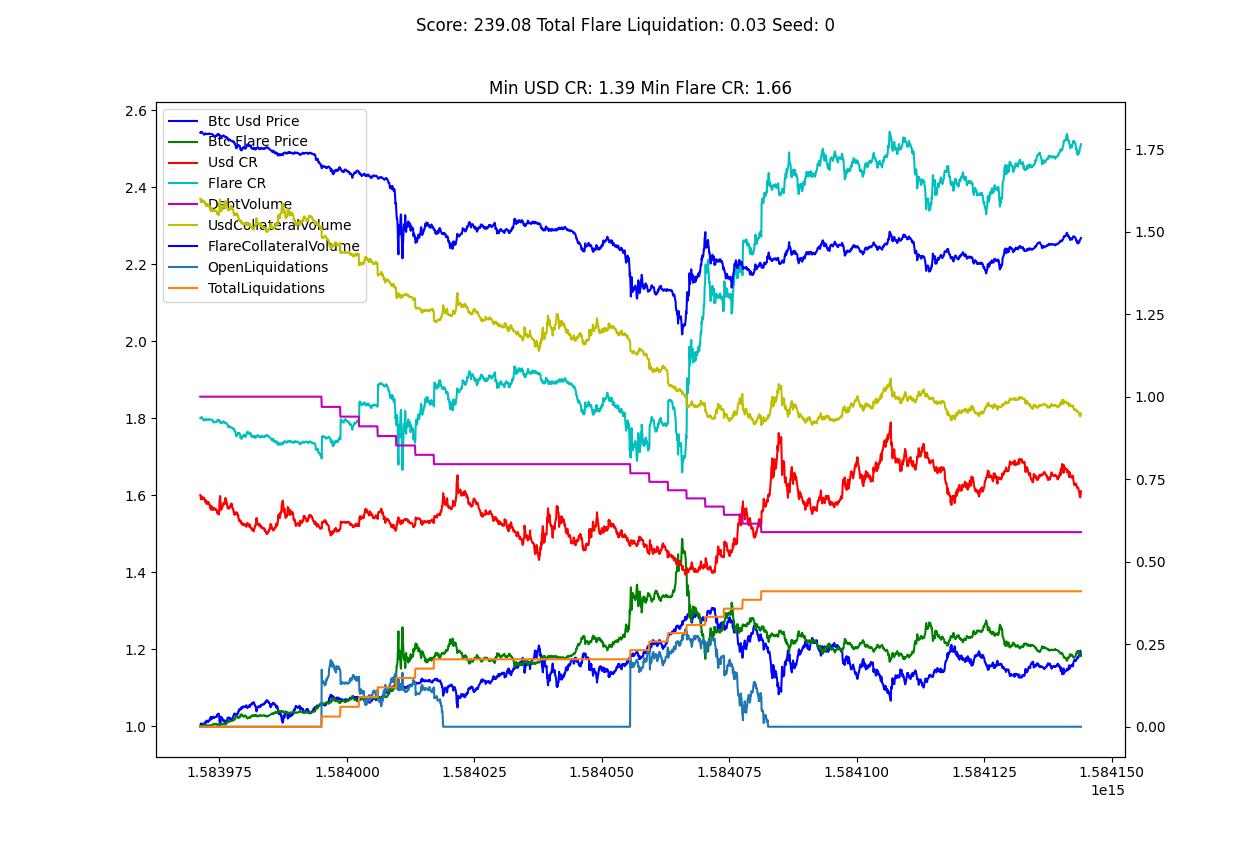 Score: 239.08 Total Flare Liquidation: 0.03 Seed: 0
Min USD CR: 1.39 Min Flare CR: 1.66
Btc Usd Price
Btc Flare Price
Usd CR
Flare CR
DebtVolume
UsdCollateralVolume
FlareCollateralVolume
OpenLiquidations
TotalLiquidations
2.6
2.4
2.2
2.0
1.8
1.6
1.4
1.2
1.0
1.75
1.50
1.25
1.00
0.75
0.50
0.25
0.00
1.583975 1.584000 1.584025 1.584050 1.584075 1.584100 1.584125 1.584150
1e15